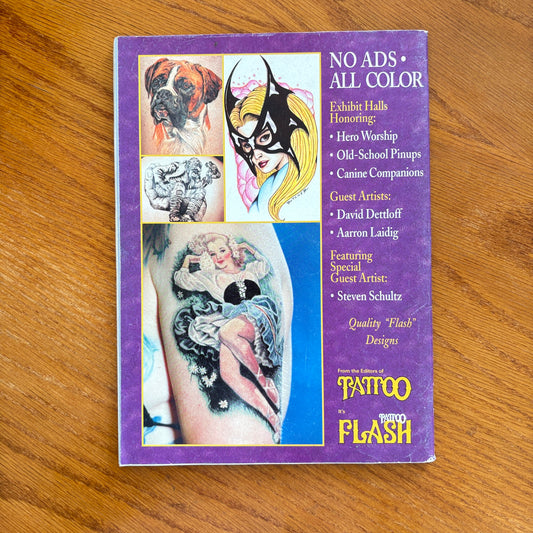 NO ADS •
ALL COLOR
Exhibit Halls
Honoring:
• Hero Worship
• Old-School Pinups
• Canine Companions
Guest Artists:
• David Dettloff
• Aarron Laidig
Featuring
Special
Guest Artist:
• Steven Schultz
Quality "Flash"
Designs
From the Editors of
TATTOO
It's
TATTOO
FLASH